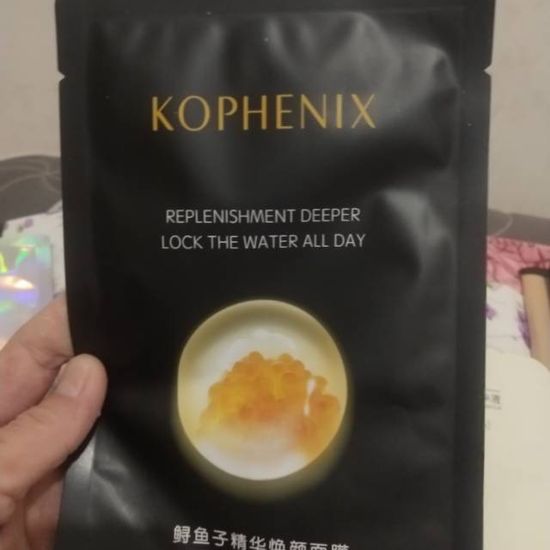 KOPHENIX
REPLENISHMENT DEEPER
LOCK THE WATER ALL DAY
鲟鱼子精华焕颜面膜